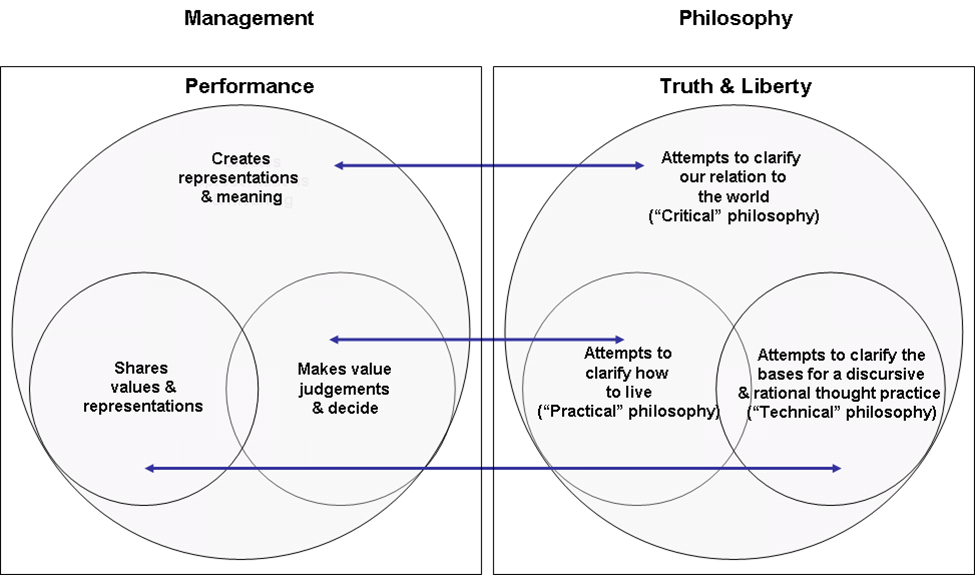 Management
Philosophy
Performance
Truth & Liberty
Creates
representations
& meaning
Attempts to clarify
our relation to
the world
(“Critical” philosophy)
Shares
values &
representations
Makes value
judgements
& decide
Attempts to
clarify how
to live
(“Practical” philosophy)
Attempts to clarify the
bases for a discursive
& rational thought practice
(“Technical” philosophy)